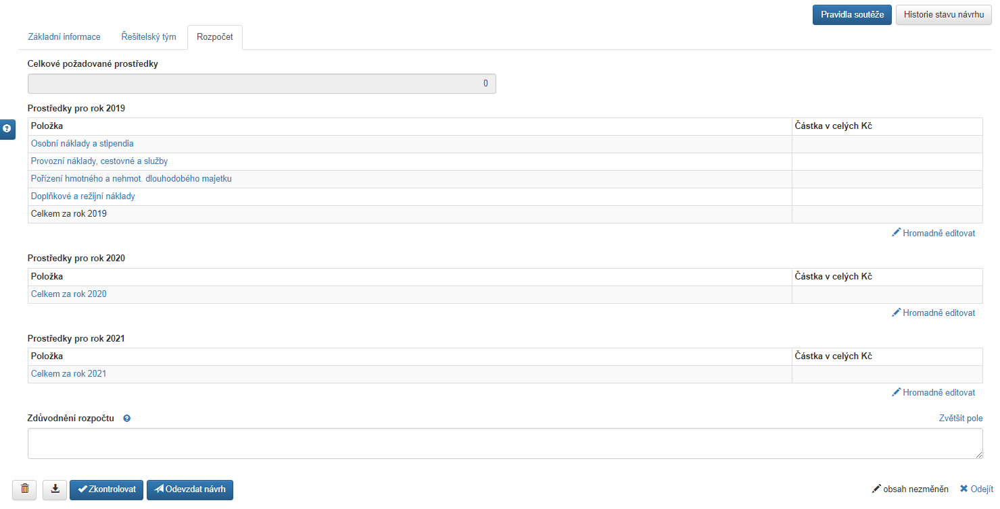 Pravidla soutěže Historie stavu návrhu
Základní informace Řešitelský tým Rozpočet
Celkové požadované prostředky
0
Prostředky pro rok 2019
Položka Částka v celých Kč
Osobní náklady a stipendia
Provozní náklady, cestovné a služby
Pořízení hmotného a nehmot. dlouhodobého majetku
Doplňkové a režijní náklady
Celkem za rok 2019
Hromadně editovat
Prostředky pro rok 2020
Položka Částka v celých Kč
Celkem za rok 2020
Hromadně editovat
Prostředky pro rok 2021
Položka Částka v celých Kč
Celkem za rok 2021
Hromadně editovat
Zdůvodnění rozpočtu Zvětšit pole
Zkontrolovat Odevzdat návrh obsah nezměněn Odejít